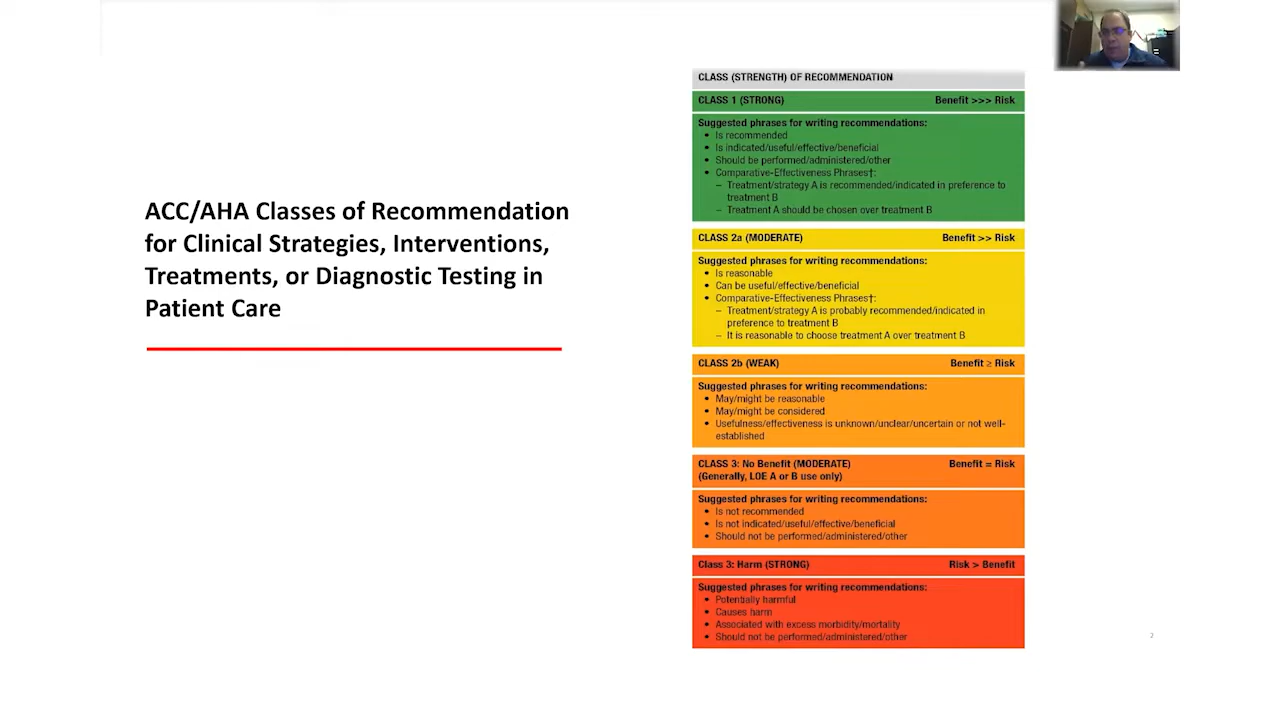 ACC/AHA Classes of Recommendation
for Clinical Strategies, Interventions,
Treatments, or Diagnostic Testing in
Patient Care
CLASS (STRENGTH) OF RECOMMENDATION
CLASS 1 (STRONG) Benefit >>> Risk
Suggested phrases for writing recommendations:
• Is recommended
• Is indicated/useful/effective/beneficial
• Should be performed/administered/other
• Comparative-Effectiveness Phrases†:
– Treatment/strategy A is recommended/indicated in preference to
treatment B
– Treatment A should be chosen over treatment B
CLASS 2a (MODERATE) Benefit >> Risk
Suggested phrases for writing recommendations:
• Is reasonable
• Can be useful/effective/beneficial
• Comparative-Effectiveness Phrases†:
– Treatment/strategy A is probably recommended/indicated in
preference to treatment B
– It is reasonable to choose treatment A over treatment B
CLASS 2b (WEAK) Benefit ≥ Risk
Suggested phrases for writing recommendations:
• May/might be reasonable
• May/might be considered
• Usefulness/effectiveness is unknown/unclear/uncertain or not well-
established
CLASS 3: No Benefit (MODERATE) Benefit = Risk
(Generally, LOE A or B use only)
Suggested phrases for writing recommendations:
• Is not recommended
• Is not indicated/useful/effective/beneficial
• Should not be performed/administered/other
Class 3: Harm (STRONG) Risk > Benefit
Suggested phrases for writing recommendations:
• Potentially harmful
• Causes harm
• Associated with excess morbidity/mortality
• Should not be performed/administered/other
2